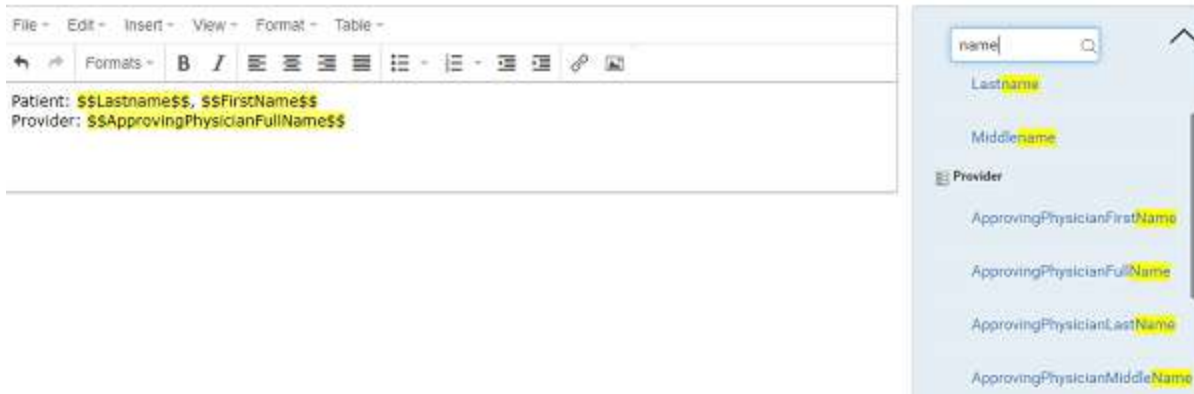 File Edit Insert View Format Table
Formats B I
Patient: $$Lastname$$, $$FirstName$$
Provider: $$ApprovingPhysicianFullName$$
name
Lastname
Middlename
Provider
ApprovingPhysicianFirstName
ApprovingPhysicianFullName
ApprovingPhysicianLastName
ApprovingPhysicianMiddleName